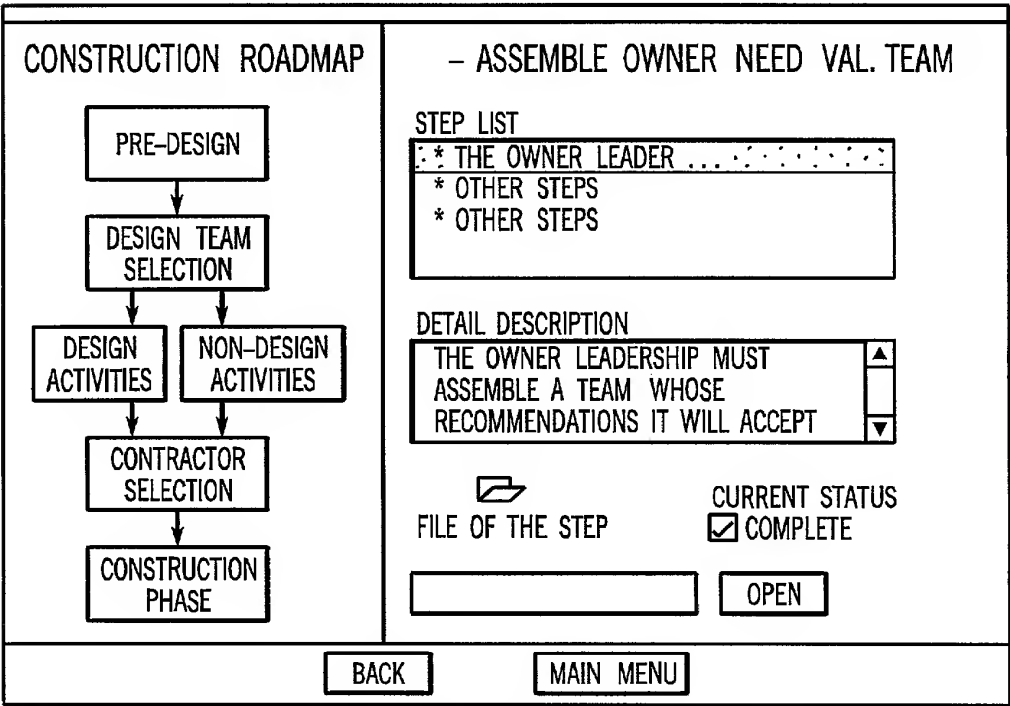 CONSTRUCTION ROADMAP
PRE-DESIGN
DESIGN TEAM
SELECTION
DESIGN
ACTIVITIES
NON-DESIGN
ACTIVITIES
CONTRACTOR
SELECTION
CONSTRUCTION
PHASE
- ASSEMBLE OWNER NEED VAL. TEAM
STEP LIST
* THE OWNER LEADER ...
* OTHER STEPS
* OTHER STEPS
DETAIL DESCRIPTION
THE OWNER LEADERSHIP MUST
ASSEMBLE A TEAM WHOSE
RECOMMENDATIONS IT WILL ACCEPT
FILE OF THE STEP
CURRENT STATUS
COMPLETE
OPEN
BACK
MAIN MENU